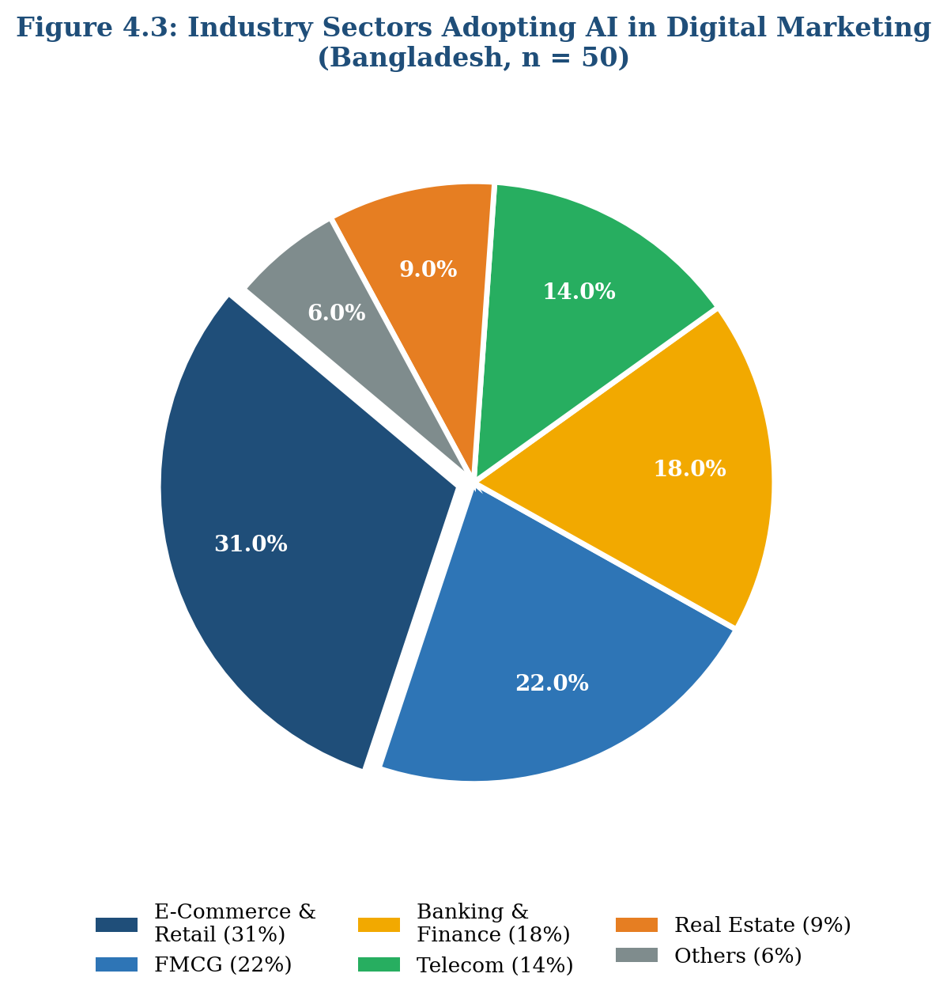 Figure 4.3: Industry Sectors Adopting AI in Digital Marketing
(Bangladesh, n = 50)
9.0%
14.0%
6.0%
18.0%
31.0%
22.0%
E-Commerce &
Retail (31%)
FMCG (22%)
Banking &
Finance (18%)
Telecom (14%)
Real Estate (9%)
Others (6%)